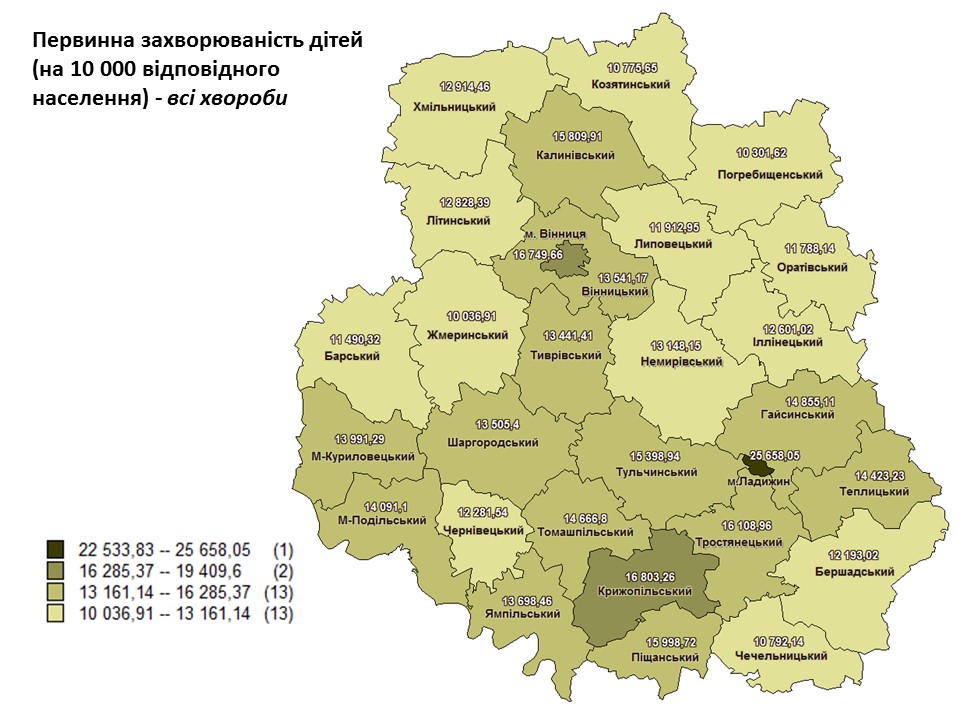 Первинна захворюваність дітей
(на 10 000 відповідного
населення) - всі хвороби
10 775,65
Козятинський
12 914,46
Хмільницький
15 809,91
Калинівський
10 301,62
Погребищенський
12 828,39
Літинський
11 912,95
Липовецький
м. Вінниця
16 749,66
11 788,14
Оратівський
13 541,17
Вінницький
10 036,91
Жмеринський
11 490,32
Барський
13 441,41
Тиврівський
13 148,15
Немирівський
12 601,02
Іллінецький
14 855,11
Гайсинський
13 505,4
Шаргородський
13 991,29
М-Куриловецький
15 398,94
Тульчинський
25 658,05
м.Ладижин
14 423,23
Теплицький
14 091,1
М-Подільський
12 281,54
Чернівецький
14 666,8
Томашпільський
16 108,96
Тростянецький
12 193,02
Бершадський
16 803,26
Крижопільський
13 698,46
Ямпільський
15 998,72
Піщанський
10 792,14
Чечельницький
22 533,83 -- 25 658,05 (1)
16 285,37 -- 19 409,6 (2)
13 161,14 -- 16 285,37 (13)
10 036,91 -- 13 161,14 (13)